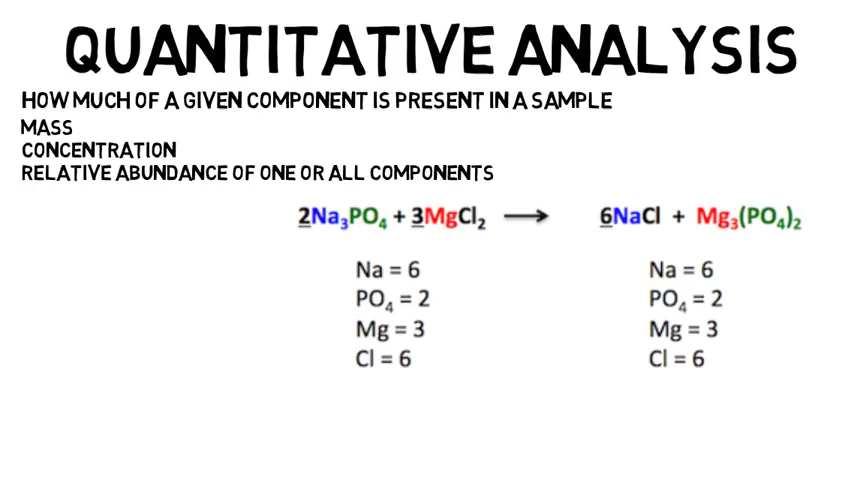 QUANTITATIVE ANALYSIS
HOW MUCH OF A GIVEN COMPONENT IS PRESENT IN A SAMPLE
MASS
CONCENTRATION
RELATIVE ABUNDANCE OF ONE OR ALL COMPONENTS
2Na₃PO₄ + 3MgCl₂ ⟶ 6NaCl + Mg₃(PO₄)₂
Na = 6 Na = 6
PO₄ = 2 PO₄ = 2
Mg = 3 Mg = 3
Cl = 6 Cl = 6